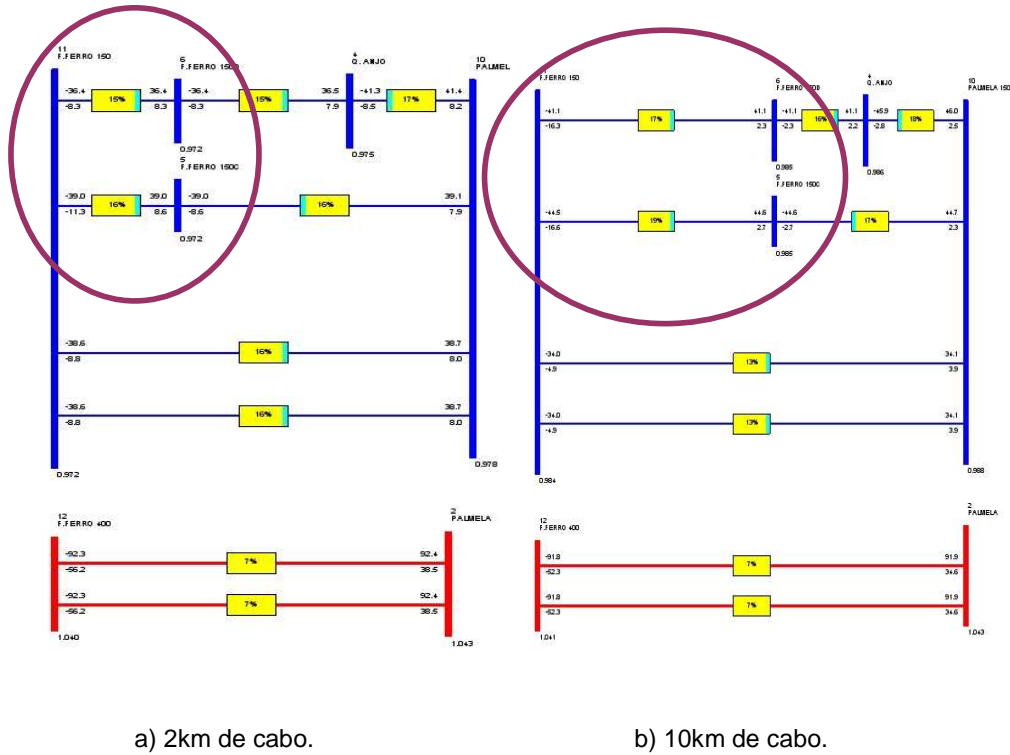 11
F.FERRO 150
6
F.FERRO 150D
4
Q. ANJO
10
PALMEL
-36.4 15% 36.4 -36.4 15% 36.5 -41.3 17% 41.4
-8.3 8.3 -8.3 7.9 -8.5 8.2
0.972
0.975
5
F.FERRO 150C
-39.0 16% 39.0 -39.0 16% 39.1
-11.3 8.6 -8.6 7.9
0.972
-38.6 16% 38.7
-8.8 8.0
-38.6 16% 38.7
-8.8 8.0
0.972
0.978
12
F.FERRO 400
2
PALMELA
-92.3 7% 92.4
-56.2 38.5
-92.3 7% 92.4
-56.2 38.5
1.040
1.043
a) 2km de cabo.
F.FERRO 150
6
4
Q. ANJO
10
PALMELA 150
-41.1 17% 41.1 -41.1 16% 41.1 -45.9 18% 46.0
-16.3 2.3 -2.3 2.2 -2.8 2.5
0.985
0.986
5
F.FERRO 150C
-44.5 19% 44.6 -44.6 17% 44.7
-16.6 2.7 -2.7 2.3
0.985
-34.0 13% 34.1
-4.9 3.9
-34.0 13% 34.1
-4.9 3.9
0.984
0.988
12
F.FERRO 400
2
PALMELA
-91.8 7% 91.9
-52.3 34.6
-91.8 7% 91.9
-52.3 34.6
1.041
1.043
b) 10km de cabo.